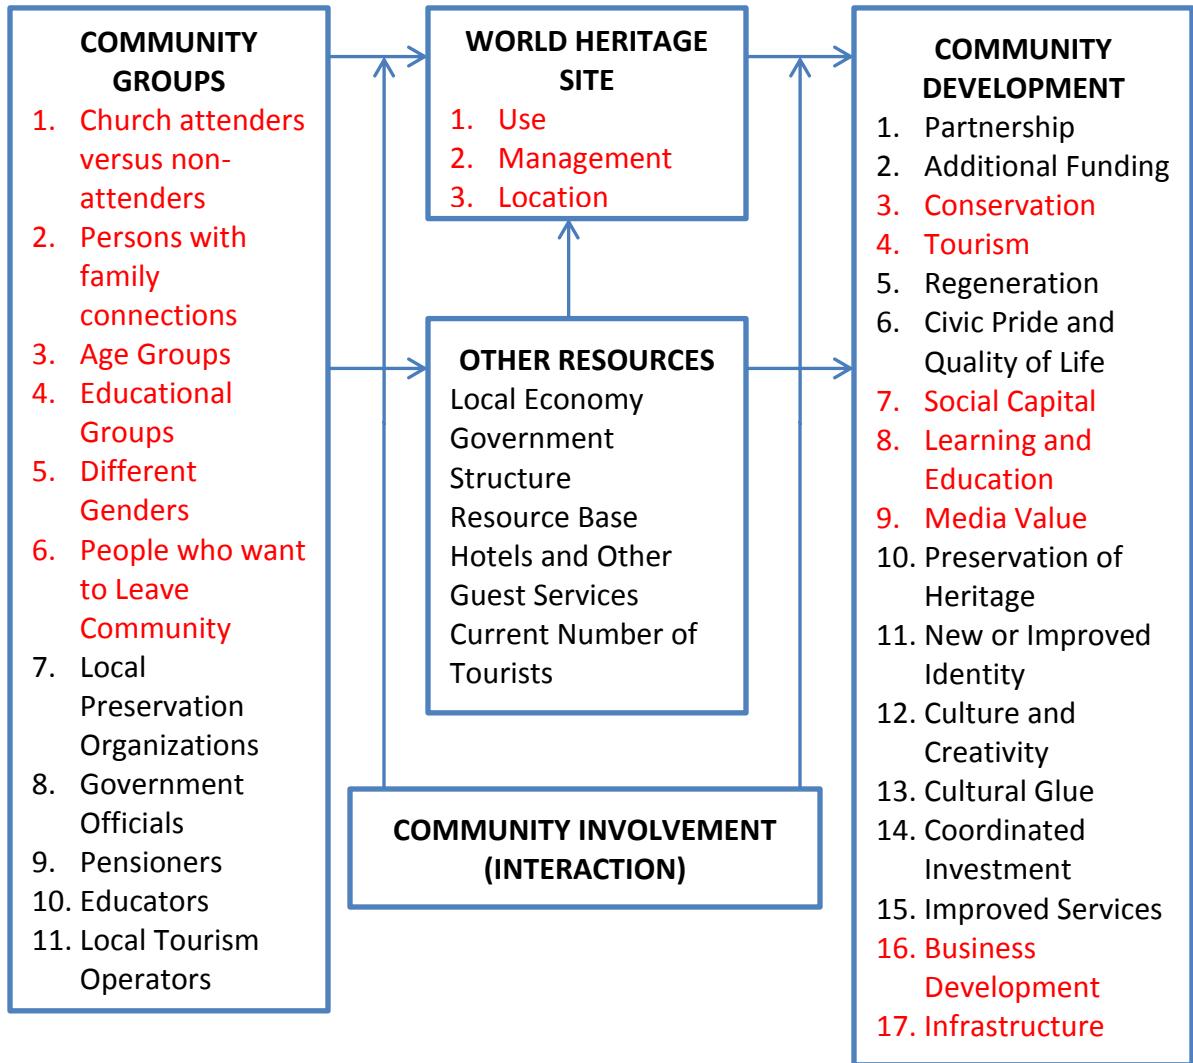 COMMUNITY
GROUPS
1. Church attenders
versus non-
attenders
2. Persons with
family
connections
3. Age Groups
4. Educational
Groups
5. Different
Genders
6. People who want
to Leave
Community
7. Local
Preservation
Organizations
8. Government
Officials
9. Pensioners
10. Educators
11. Local Tourism
Operators
WORLD HERITAGE
SITE
1. Use
2. Management
3. Location
OTHER RESOURCES
Local Economy
Government
Structure
Resource Base
Hotels and Other
Guest Services
Current Number of
Tourists
COMMUNITY INVOLVEMENT
(INTERACTION)
COMMUNITY
DEVELOPMENT
1. Partnership
2. Additional Funding
3. Conservation
4. Tourism
5. Regeneration
6. Civic Pride and
Quality of Life
7. Social Capital
8. Learning and
Education
9. Media Value
10. Preservation of
Heritage
11. New or Improved
Identity
12. Culture and
Creativity
13. Cultural Glue
14. Coordinated
Investment
15. Improved Services
16. Business
Development
17. Infrastructure